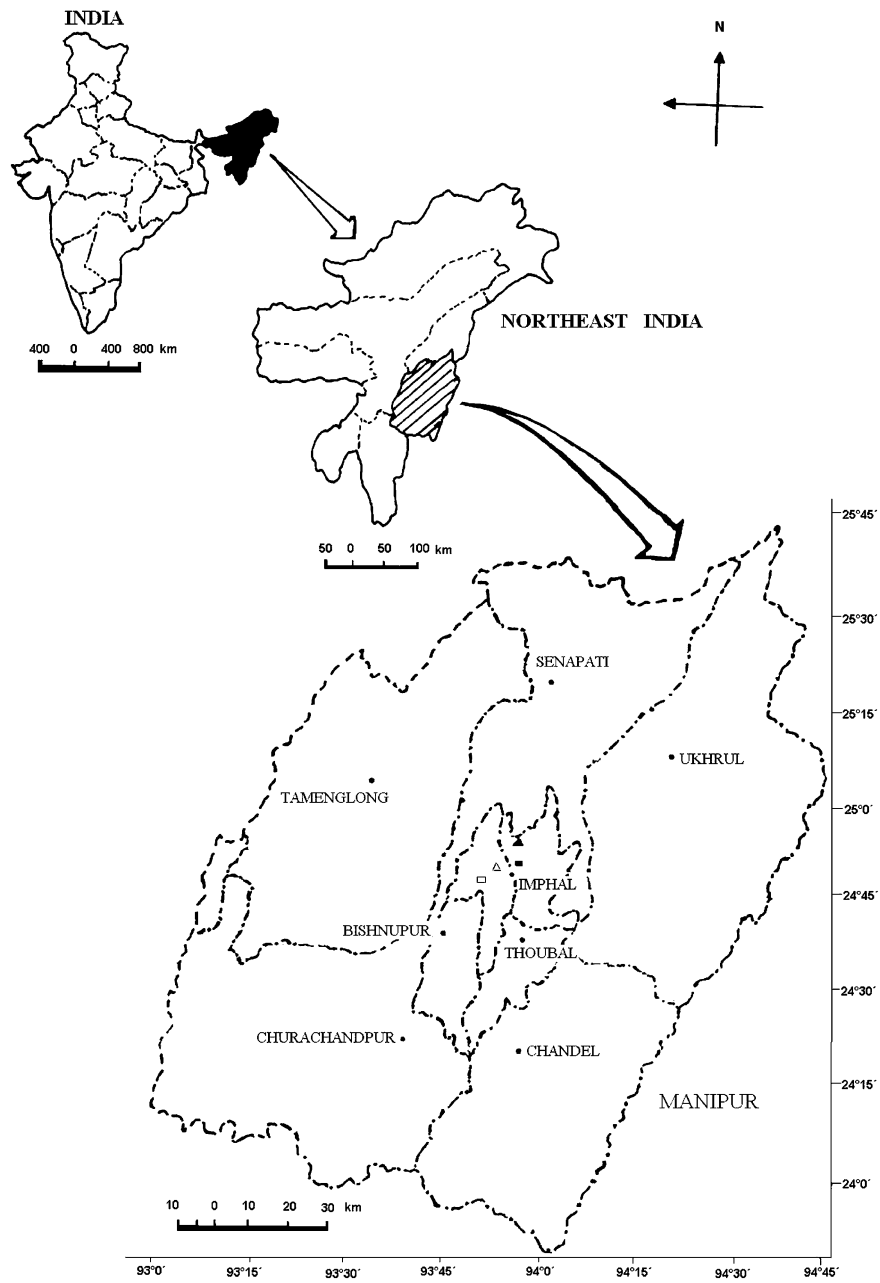 INDIA
N
400 0 400 800 km
NORTHEAST INDIA
50 0 50 100 km
25°45´
25°30´
SENAPATI
25°15´
UKHRUL
TAMENGLONG
25°0´
IMPHAL
24°45´
BISHNUPUR
THOUBAL
24°30´
CHURACHANDPUR
CHANDEL
24°15´
MANIPUR
24°0´
10 0 10 20 30 km
93°0´ 93°15´ 93°30´ 93°45´ 94°0´ 94°15´ 94°30´ 94°45´